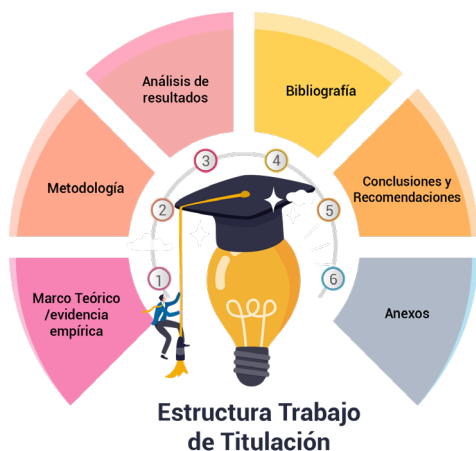 1
Marco Teórico
/evidencia
empírica
2
Metodología
3
Análisis de
resultados
4
Bibliografía
5
Conclusiones y
Recomendaciones
6
Anexos
Estructura Trabajo
de Titulación